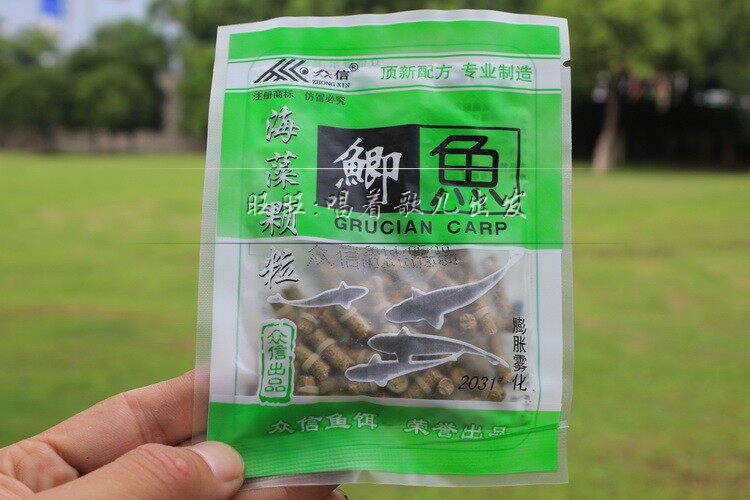 众信®
ZHONG XIN
顶新配方 专业制造
注册商标 仿冒必究
海藻颗粒
鲫魚
旺旺:唱着歌儿出发
GRUCIAN CARP
众信出品
膨胀雾化
2031#
众信鱼饵 荣誉出品